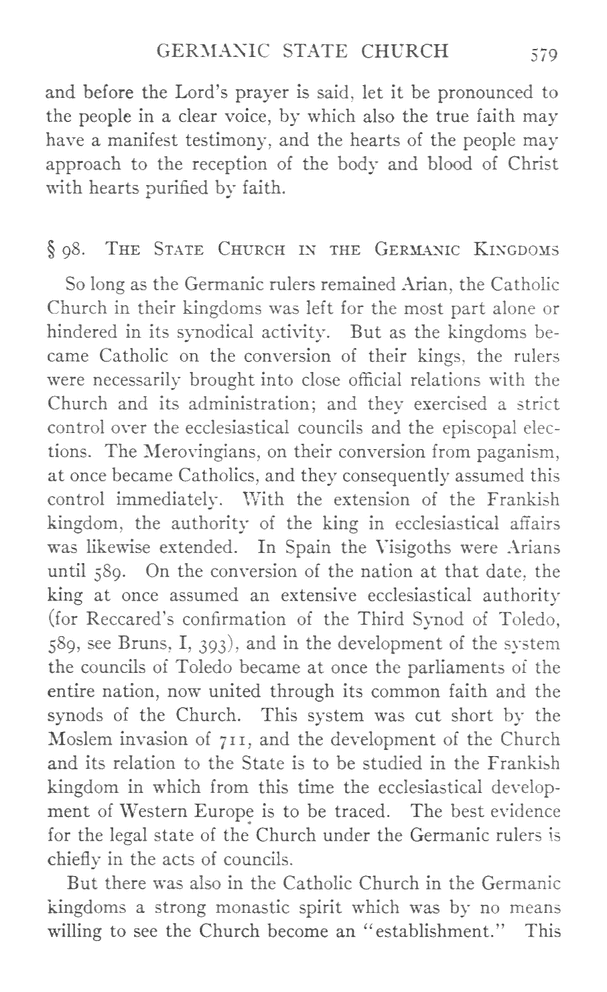 GERMANIC STATE CHURCH 579
and before the Lord's prayer is said, let it be pronounced to
the people in a clear voice, by which also the true faith may
have a manifest testimony, and the hearts of the people may
approach to the reception of the body and blood of Christ
with hearts purified by faith.
§ 98. The State Church in the Germanic Kingdoms
So long as the Germanic rulers remained Arian, the Catholic
Church in their kingdoms was left for the most part alone or
hindered in its synodical activity. But as the kingdoms be-
came Catholic on the conversion of their kings, the rulers
were necessarily brought into close official relations with the
Church and its administration; and they exercised a strict
control over the ecclesiastical councils and the episcopal elec-
tions. The Merovingians, on their conversion from paganism,
at once became Catholics, and they consequently assumed this
control immediately. With the extension of the Frankish
kingdom, the authority of the king in ecclesiastical affairs
was likewise extended. In Spain the Visigoths were Arians
until 589. On the conversion of the nation at that date, the
king at once assumed an extensive ecclesiastical authority
(for Reccared's confirmation of the Third Synod of Toledo,
589, see Bruns, I, 393), and in the development of the system
the councils of Toledo became at once the parliaments of the
entire nation, now united through its common faith and the
synods of the Church. This system was cut short by the
Moslem invasion of 711, and the development of the Church
and its relation to the State is to be studied in the Frankish
kingdom in which from this time the ecclesiastical develop-
ment of Western Europe is to be traced. The best evidence
for the legal state of the Church under the Germanic rulers is
chiefly in the acts of councils.
But there was also in the Catholic Church in the Germanic
kingdoms a strong monastic spirit which was by no means
willing to see the Church become an "establishment." This